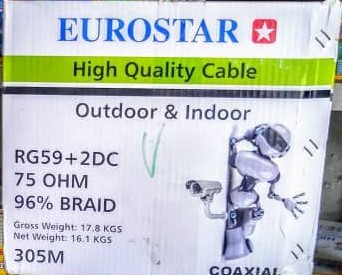 EUROSTAR
High Quality Cable
Outdoor & Indoor
RG59+2DC
75 OHM
96% BRAID
Gross Weight: 17.8 KGS
Net Weight: 16.1 KGS
305M
COAXIAL